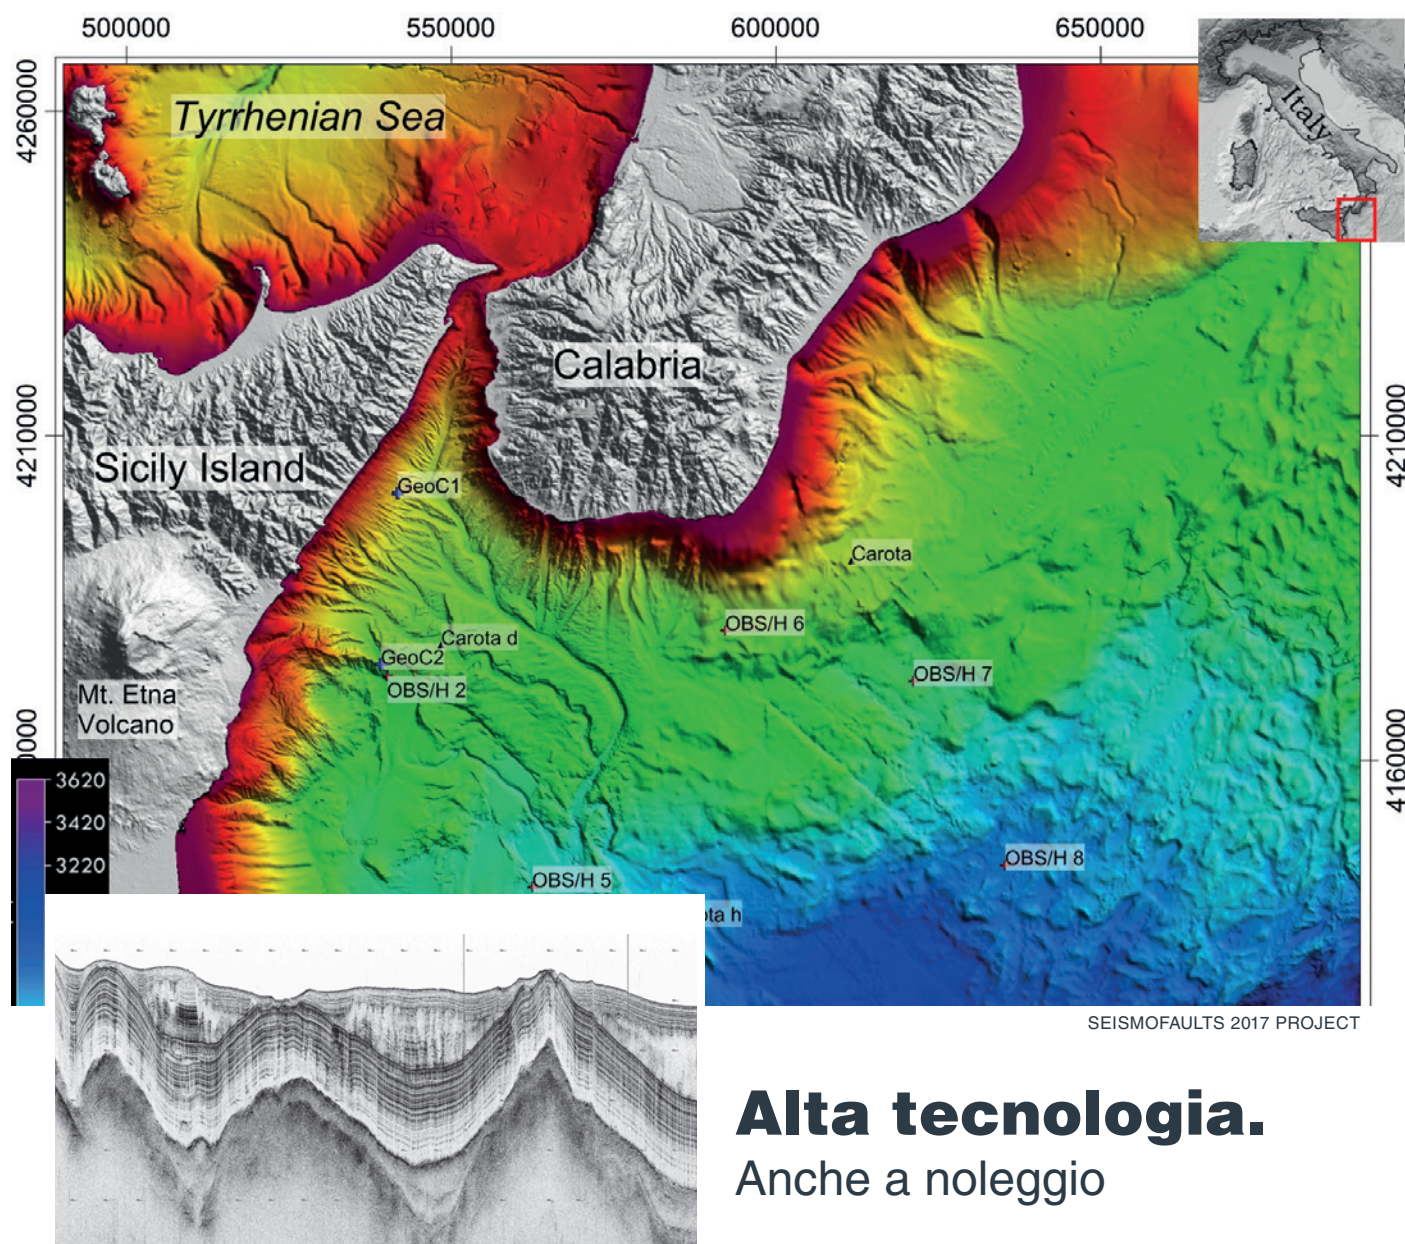 500000
550000
600000
650000
4260000
Tyrrhenian Sea
Italy
Calabria
4210000
4210000
Sicily Island
GeoC1
Carota
OBS/H 6
Carota d
GeoC2
OBS/H 7
OBS/H 2
Mt. Etna
Volcano
4160000
3620
3420
3220
OBS/H 8
OBS/H 5
SEISMOFAULTS 2017 PROJECT
Alta tecnologia.
Anche a noleggio